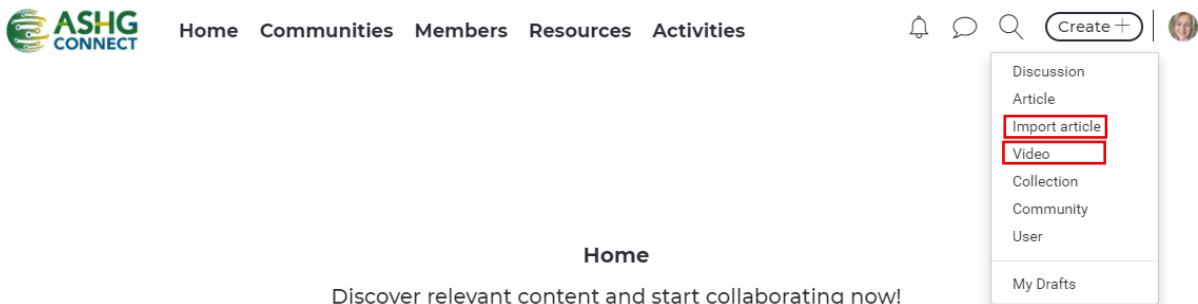 ASHG
CONNECT
Home Communities Members Resources Activities
Create +
Discussion
Article
Import article
Video
Collection
Community
User
My Drafts
Home
Discover relevant content and start collaborating now!